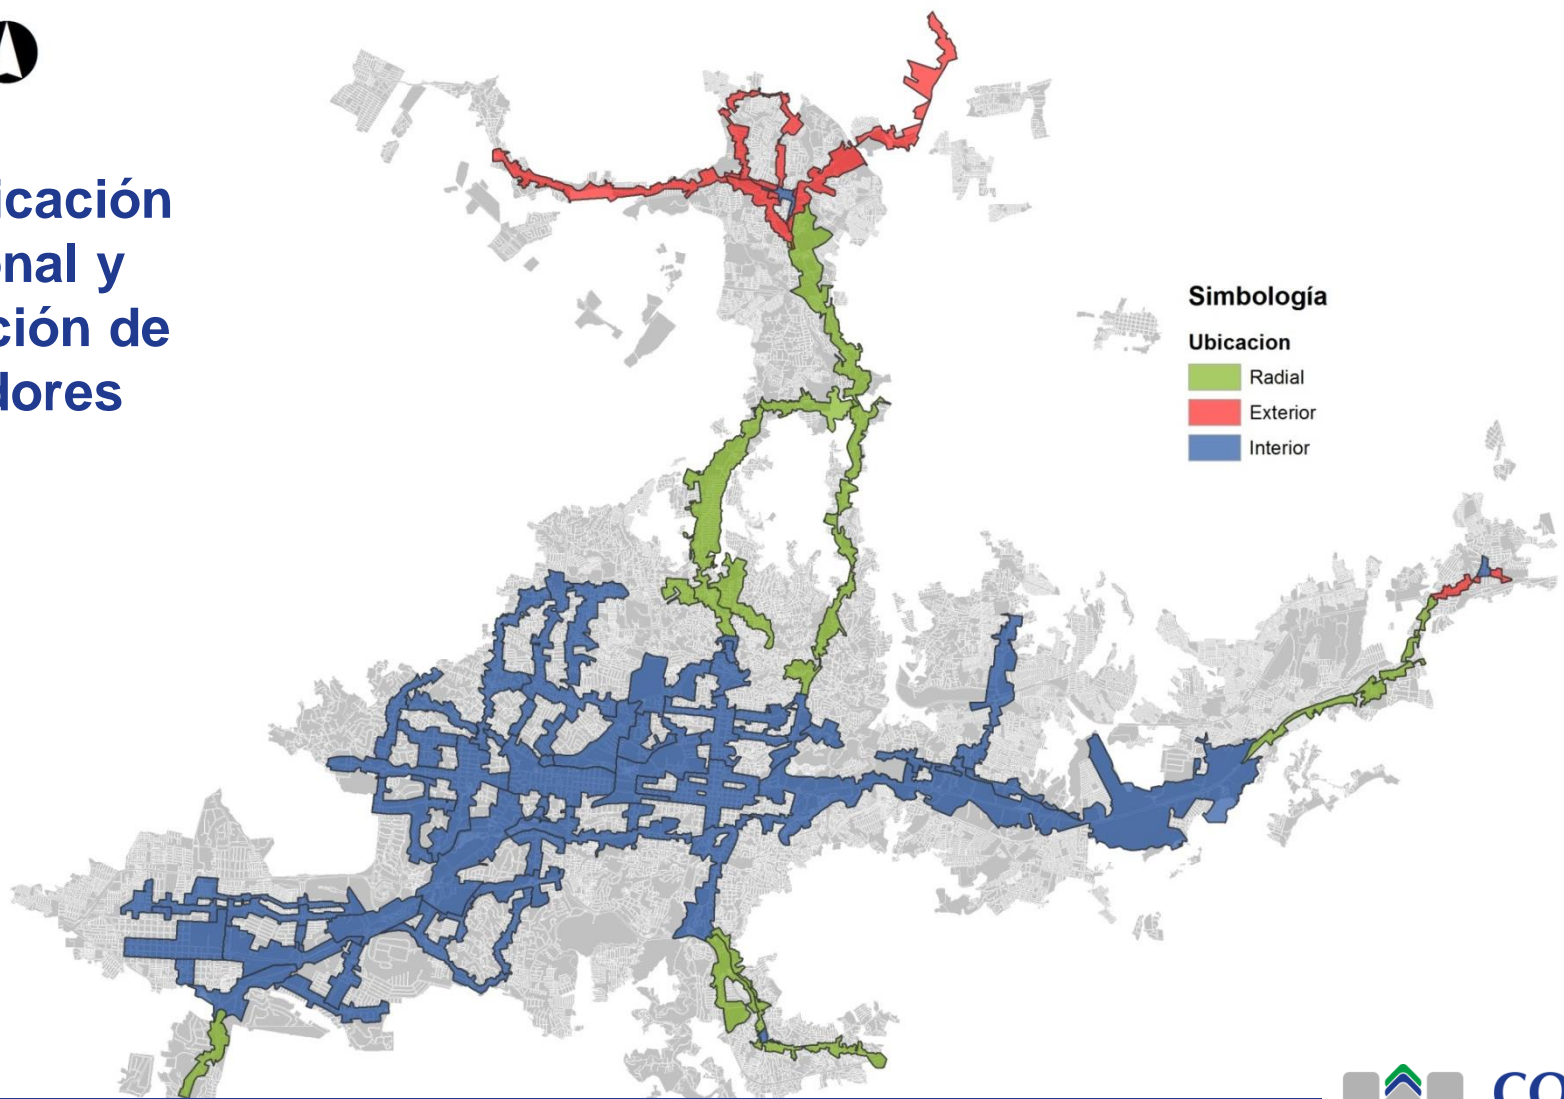 icación
onal y
ción de
dores
Simbología
Ubicacion
Radial
Exterior
Interior
CO